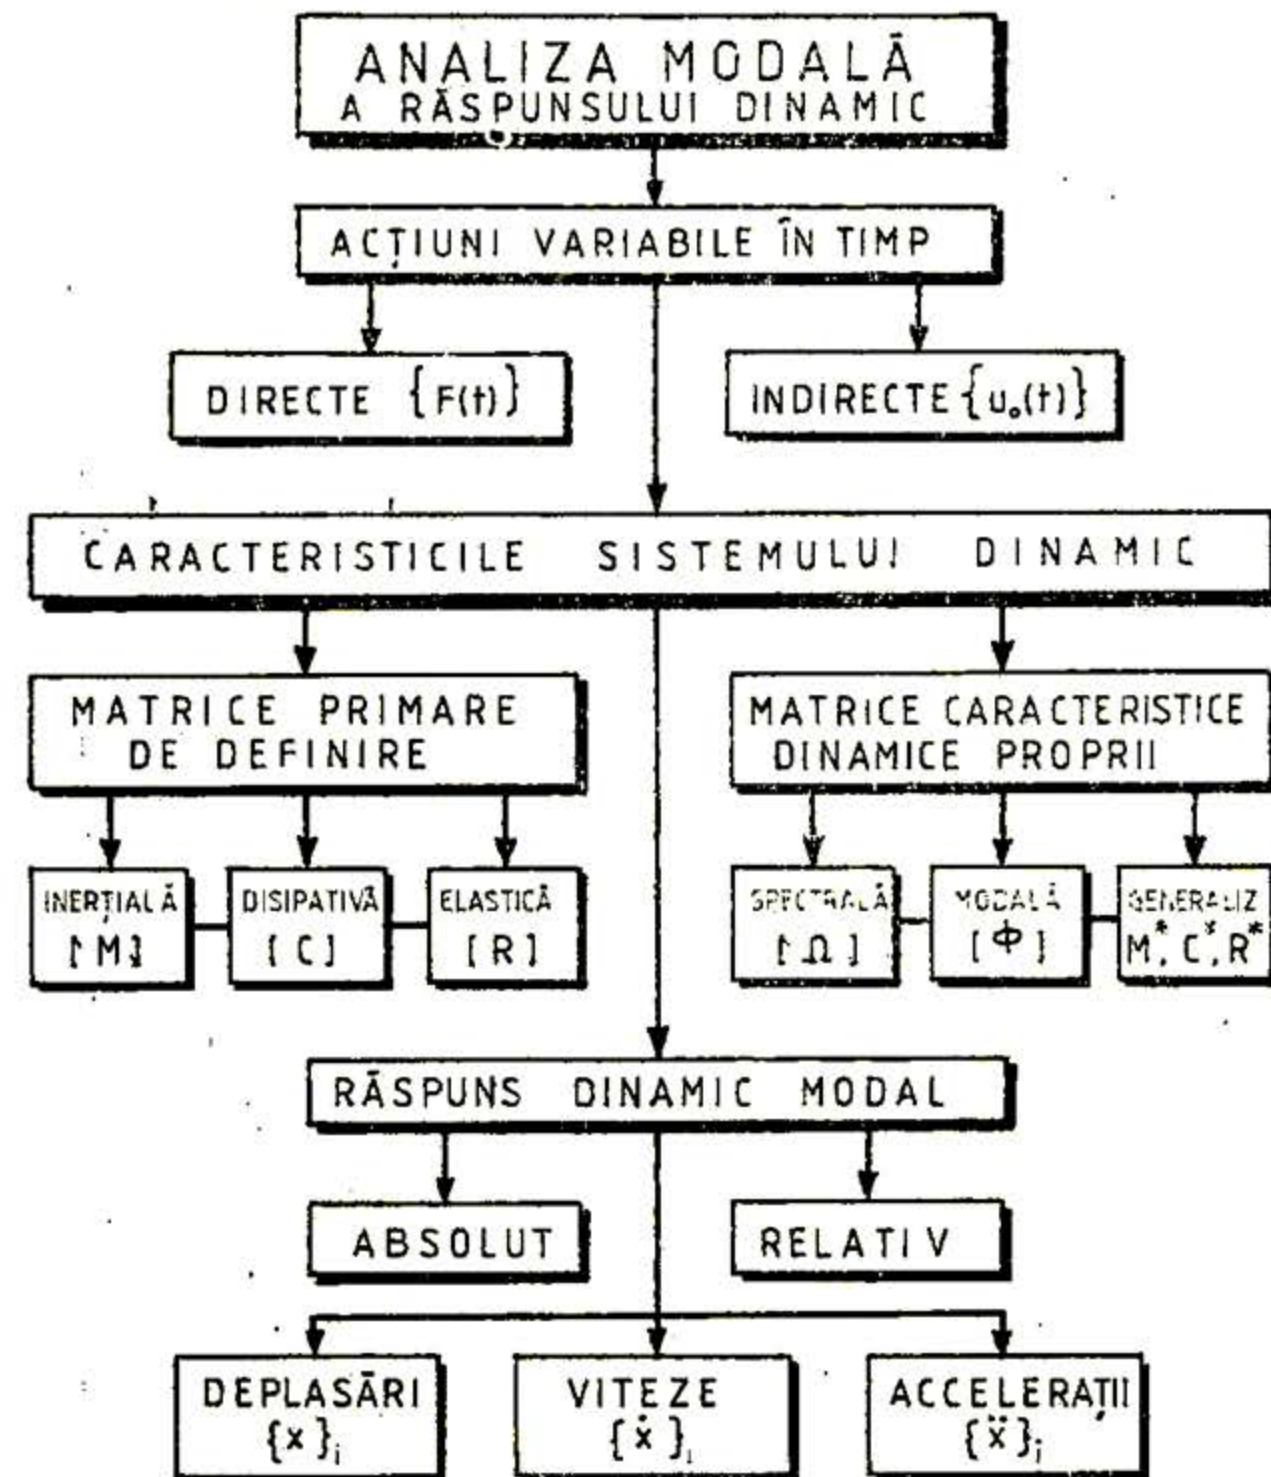 ANALIZA MODALĂ
A RĂSPUNSULUI DINAMIC
ACȚIUNI VARIABILE ÎN TIMP
DIRECTE {F(t)}
INDIRECTE {u₀(t)}
CARACTERISTICILE SISTEMULUI DINAMIC
MATRICE PRIMARE
DE DEFINIRE
MATRICE CARACTERISTICE
DINAMICE PROPRII
INERȚIALĂ
[M]
DISIPATIVĂ
[C]
ELASTICĂ
[R]
SPECTRALĂ
[Ω]
MODALĂ
[Φ]
GENERALIZ
M*, C*, R*
RĂSPUNS DINAMIC MODAL
ABSOLUT
RELATIV
DEPLASĂRI
{x}ᵢ
VITEZE
{ẋ}ᵢ
ACCELERAȚII
{ẍ}ᵢ